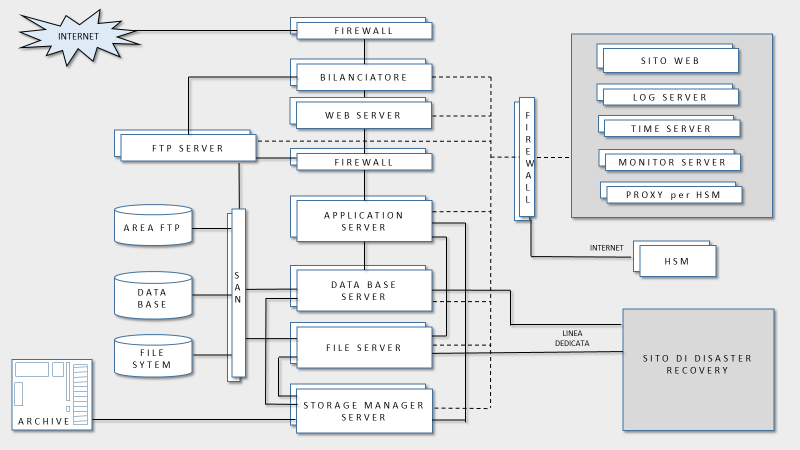 INTERNET
FIREWALL
BILANCIATORE
WEB SERVER
FTP SERVER
FIREWALL
APPLICATION
SERVER
DATA BASE
SERVER
FILE SERVER
STORAGE MANAGER
SERVER
AREA FTP
DATA
BASE
FILE
SYTEM
SAN
ARCHIVE
FIREWALL
SITO WEB
LOG SERVER
TIME SERVER
MONITOR SERVER
PROXY per HSM
INTERNET
HSM
LINEA
DEDICATA
SITO DI DISASTER
RECOVERY